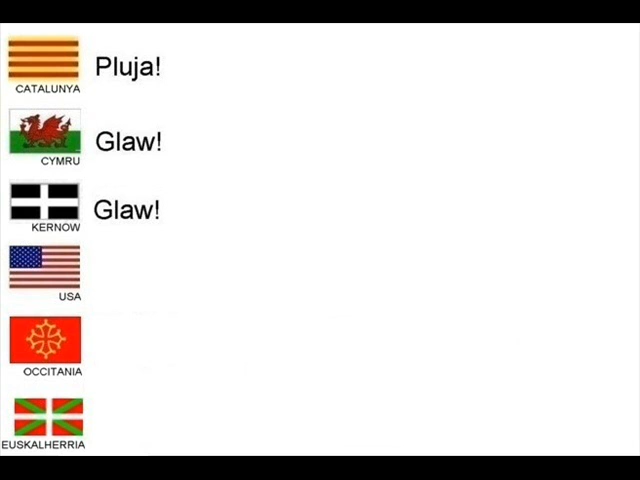 CATALUNYA
Pluja!
CYMRU
Glaw!
KERNOW
Glaw!
USA
OCCITANIA
EUSKALHERRIA